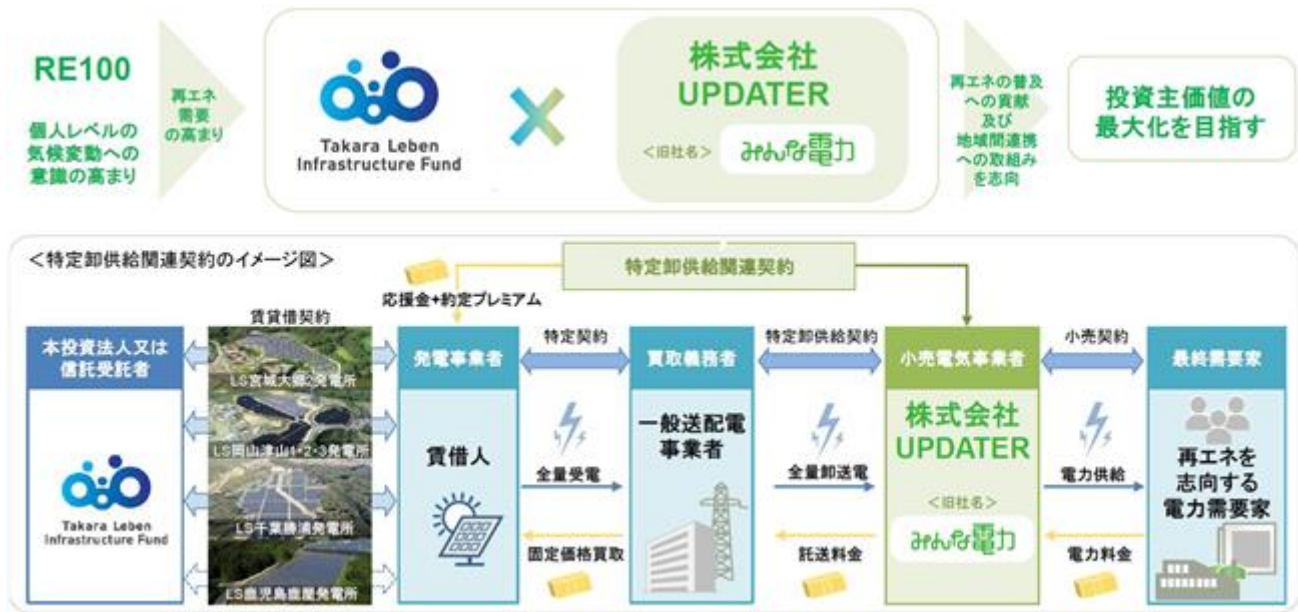 RE100
個人レベルの
気候変動への
意識の高まり
再エネ
需要
の高まり
Takara Leben
Infrastructure Fund
株式会社
UPDATER
<旧社名>
みんな電力
再エネの普及
への貢献
及び
地域間連携
への取組み
を志向
投資主価値の
最大化を目指す
<特定卸供給関連契約のイメージ図>
特定卸供給関連契約
応援金+約定プレミアム
本投資法人又は
信託受託者
Takara Leben
Infrastructure Fund
賃貸借契約
LS宮城大郷2発電所
LS岡山津山1・2・3発電所
LS千葉勝浦発電所
LS鹿児島鹿屋発電所
発電事業者
賃借人
特定契約
全量受電
固定価格買取
買取義務者
一般送配電
事業者
特定卸供給契約
全量卸送電
託送料金
小売電気事業者
株式会社
UPDATER
<旧社名>
みんな電力
小売契約
電力供給
電力料金
最終需要家
再エネを
志向する
電力需要家